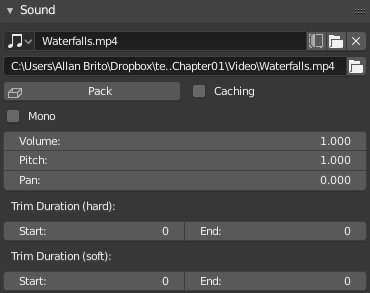 Sound
Waterfalls.mp4
C:\Users\Allan Brito\Dropbox\te..Chapter01\Video\Waterfalls.mp4
Pack Caching
Mono
Volume: 1.000
Pitch: 1.000
Pan: 0.000
Trim Duration (hard):
Start: 0 End: 0
Trim Duration (soft):
Start: 0 End: 0